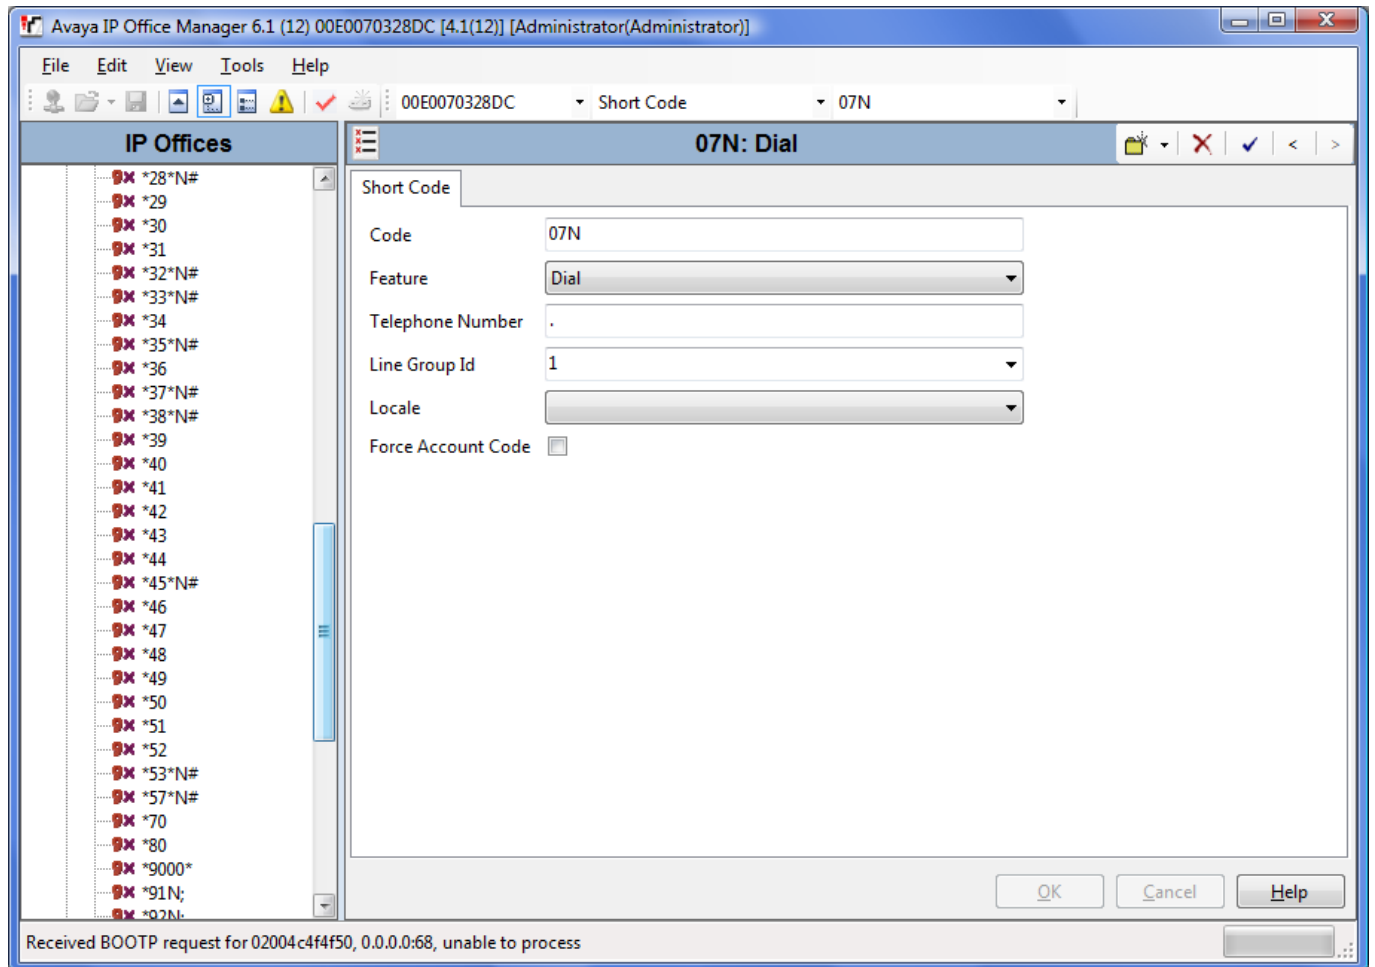 Avaya IP Office Manager 6.1 (12) 00E0070328DC [4.1(12)] [Administrator(Administrator)]
File Edit View Tools Help
00E0070328DC Short Code 07N
IP Offices
07N: Dial
*28*N#
*29
*30
*31
*32*N#
*33*N#
*34
*35*N#
*36
*37*N#
*38*N#
*39
*40
*41
*42
*43
*44
*45*N#
*46
*47
*48
*49
*50
*51
*52
*53*N#
*57*N#
*70
*80
*9000*
*91N;
*92N;
Short Code
Code 07N
Feature Dial
Telephone Number .
Line Group Id 1
Locale
Force Account Code
OK Cancel Help
Received BOOTP request for 02004c4f4f50, 0.0.0.0:68, unable to process